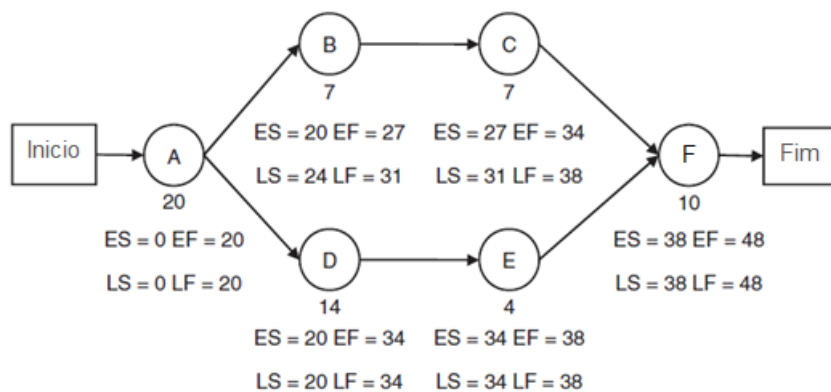 B
C
7
7
ES = 20 EF = 27
ES = 27 EF = 34
LS = 24 LF = 31
LS = 31 LF = 38
Inicio
A
F
Fim
20
10
ES = 0 EF = 20
LS = 0 LF = 20
ES = 38 EF = 48
LS = 38 LF = 48
D
E
14
4
ES = 20 EF = 34
ES = 34 EF = 38
LS = 20 LF = 34
LS = 34 LF = 38